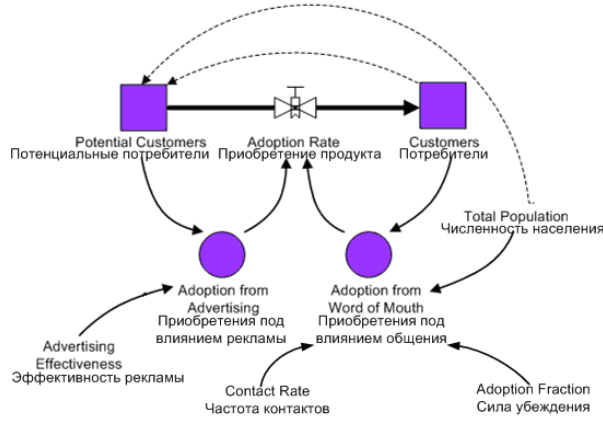 Potential Customers
Потенциальные потребители
Adoption Rate
Приобретение продукта
Customers
Потребители
Total Population
Численность населения
Adoption from
Advertising
Приобретения под
влиянием рекламы
Adoption from
Word of Mouth
Приобретения под
влиянием общения
Advertising
Effectiveness
Эффективность рекламы
Contact Rate
Частота контактов
Adoption Fraction
Сила убеждения